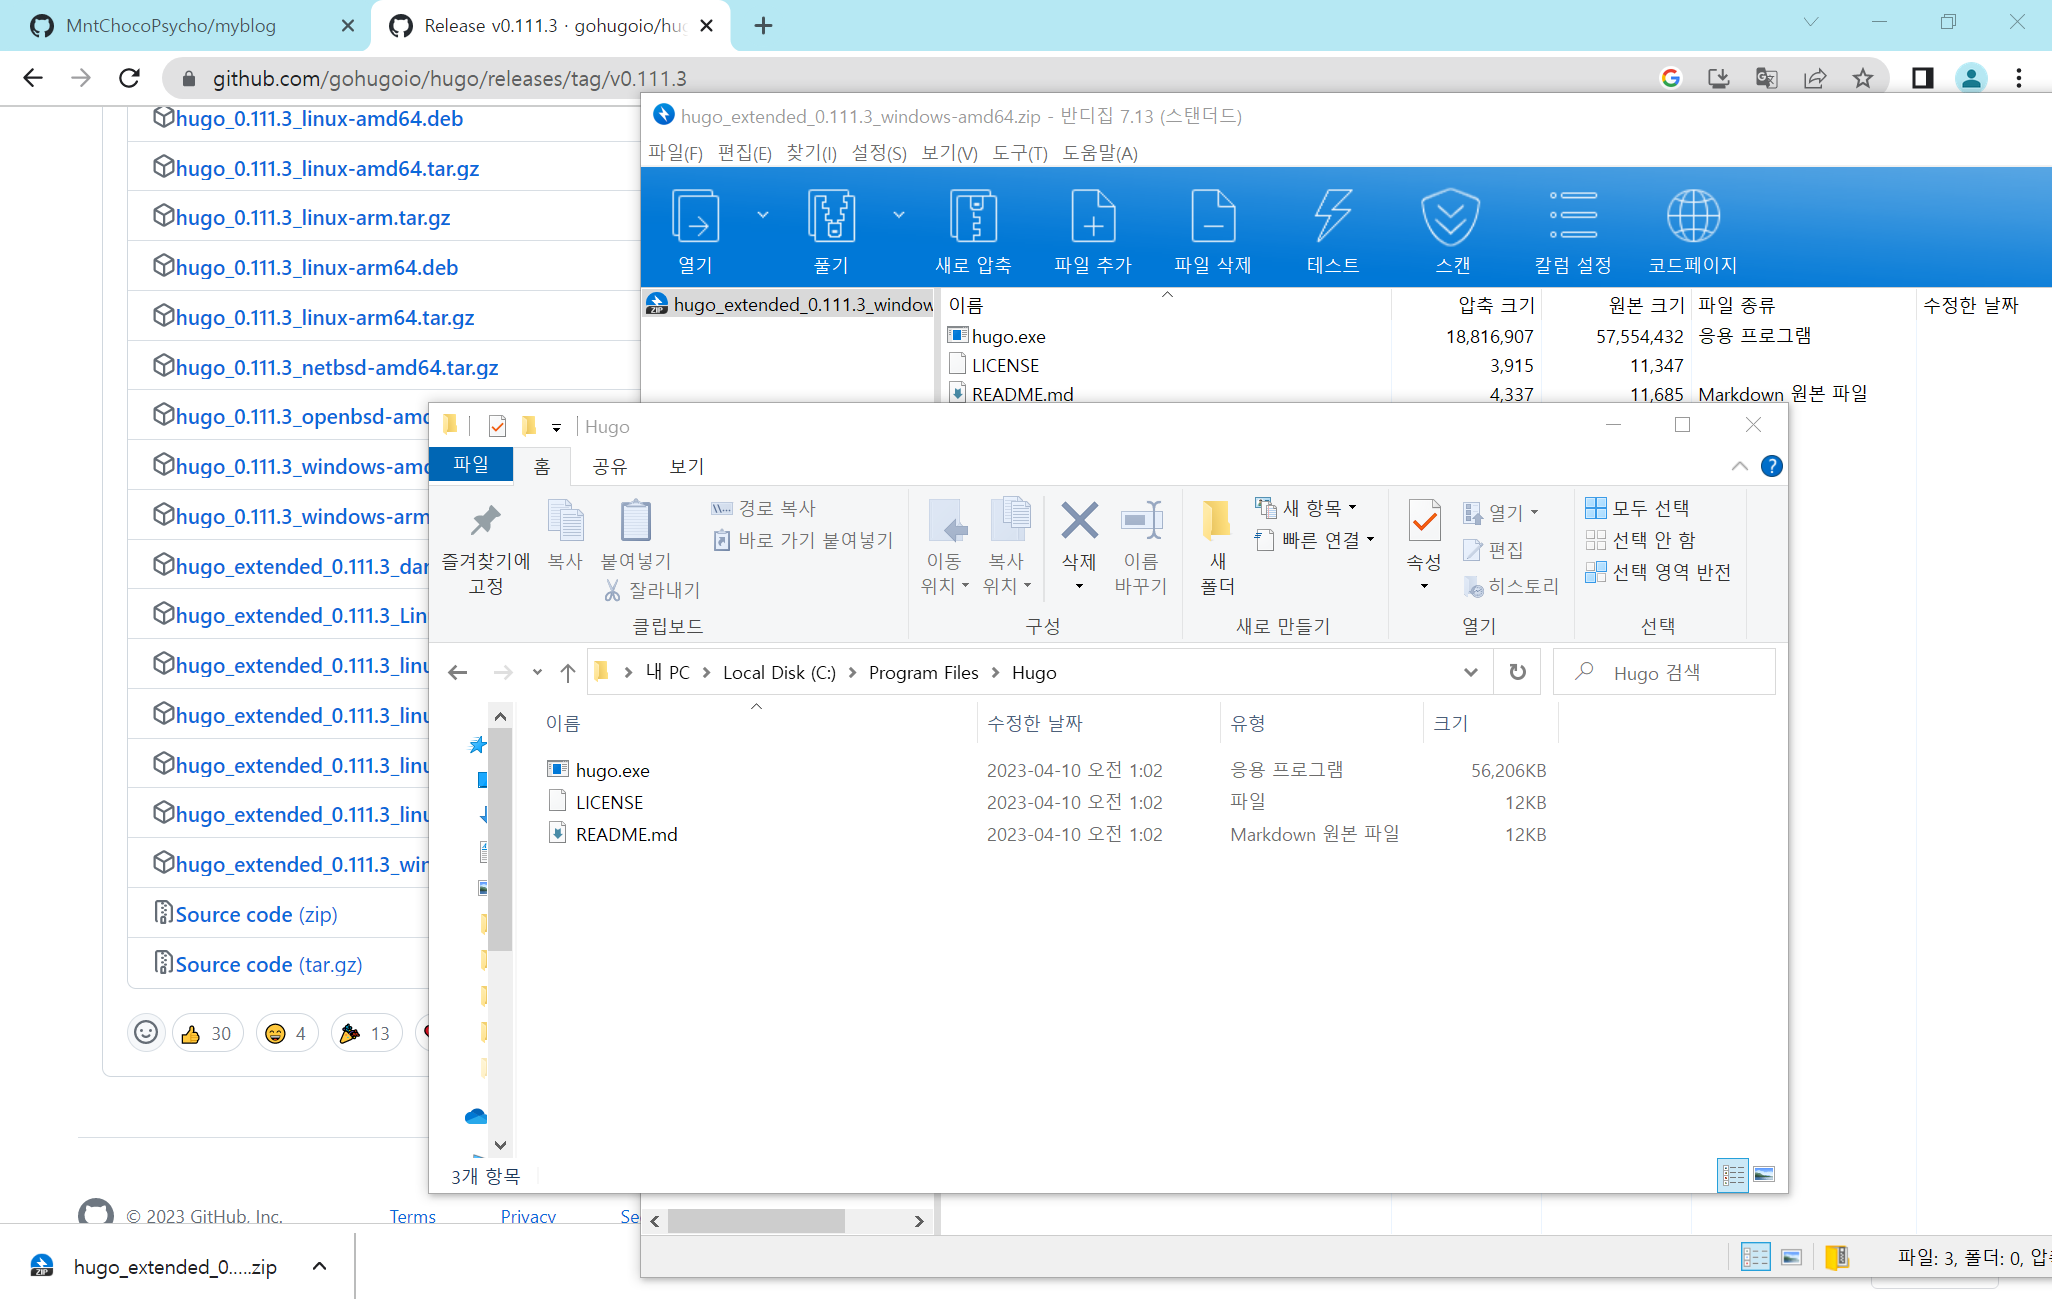 MntChocoPsycho/myblog
Release v0.111.3 · gohugoio/hug
github.com/gohugoio/hugo/releases/tag/v0.111.3
hugo_0.111.3_linux-amd64.deb
hugo_0.111.3_linux-amd64.tar.gz
hugo_0.111.3_linux-arm.tar.gz
hugo_0.111.3_linux-arm64.deb
hugo_0.111.3_linux-arm64.tar.gz
hugo_0.111.3_netbsd-amd64.tar.gz
hugo_0.111.3_openbsd-amd
hugo_0.111.3_windows-amd
hugo_0.111.3_windows-arm
hugo_extended_0.111.3_dar
hugo_extended_0.111.3_Lin
hugo_extended_0.111.3_linu
hugo_extended_0.111.3_linu
hugo_extended_0.111.3_linu
hugo_extended_0.111.3_linu
hugo_extended_0.111.3_win
Source code (zip)
Source code (tar.gz)
30 4 13
© 2023 GitHub, Inc. Terms Privacy Se
hugo_extended_0.....zip
hugo_extended_0.111.3_windows-amd64.zip - 반디집 7.13 (스탠더드)
파일(F) 편집(E) 찾기(I) 설정(S) 보기(V) 도구(T) 도움말(A)
열기 풀기 새로 압축 파일 추가 파일 삭제 테스트 스캔 칼럼 설정 코드페이지
ZIP hugo_extended_0.111.3_window
이름 압축 크기 원본 크기 파일 종류 수정한 날짜
hugo.exe 18,816,907 57,554,432 응용 프로그램
LICENSE 3,915 11,347
README.md 4,337 11,685 Markdown 원본 파일
Hugo
파일 홈 공유 보기
즐겨찾기에 고정
복사
붙여넣기
경로 복사
바로 가기 붙여넣기
잘라내기
클립보드
이동 위치
복사 위치
삭제
이름 바꾸기
구성
새 폴더
새 항목
빠른 연결
새로 만들기
속성
열기
편집
히스토리
열기
모두 선택
선택 안 함
선택 영역 반전
선택
내 PC Local Disk (C:) Program Files Hugo
Hugo 검색
이름 수정한 날짜 유형 크기
hugo.exe 2023-04-10 오전 1:02 응용 프로그램 56,206KB
LICENSE 2023-04-10 오전 1:02 파일 12KB
README.md 2023-04-10 오전 1:02 Markdown 원본 파일 12KB
3개 항목
파일: 3, 폴더: 0, 압축